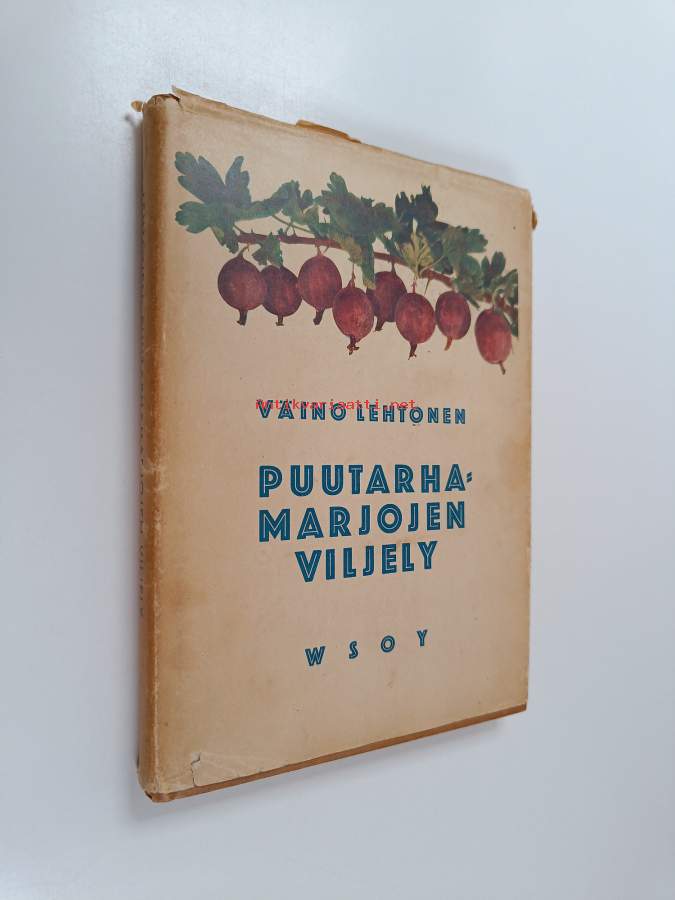 VÄINÖ LEHTONEN
antikvariaatti.net
PUUTARHA-
MARJOJEN
VILJELY
WSOY